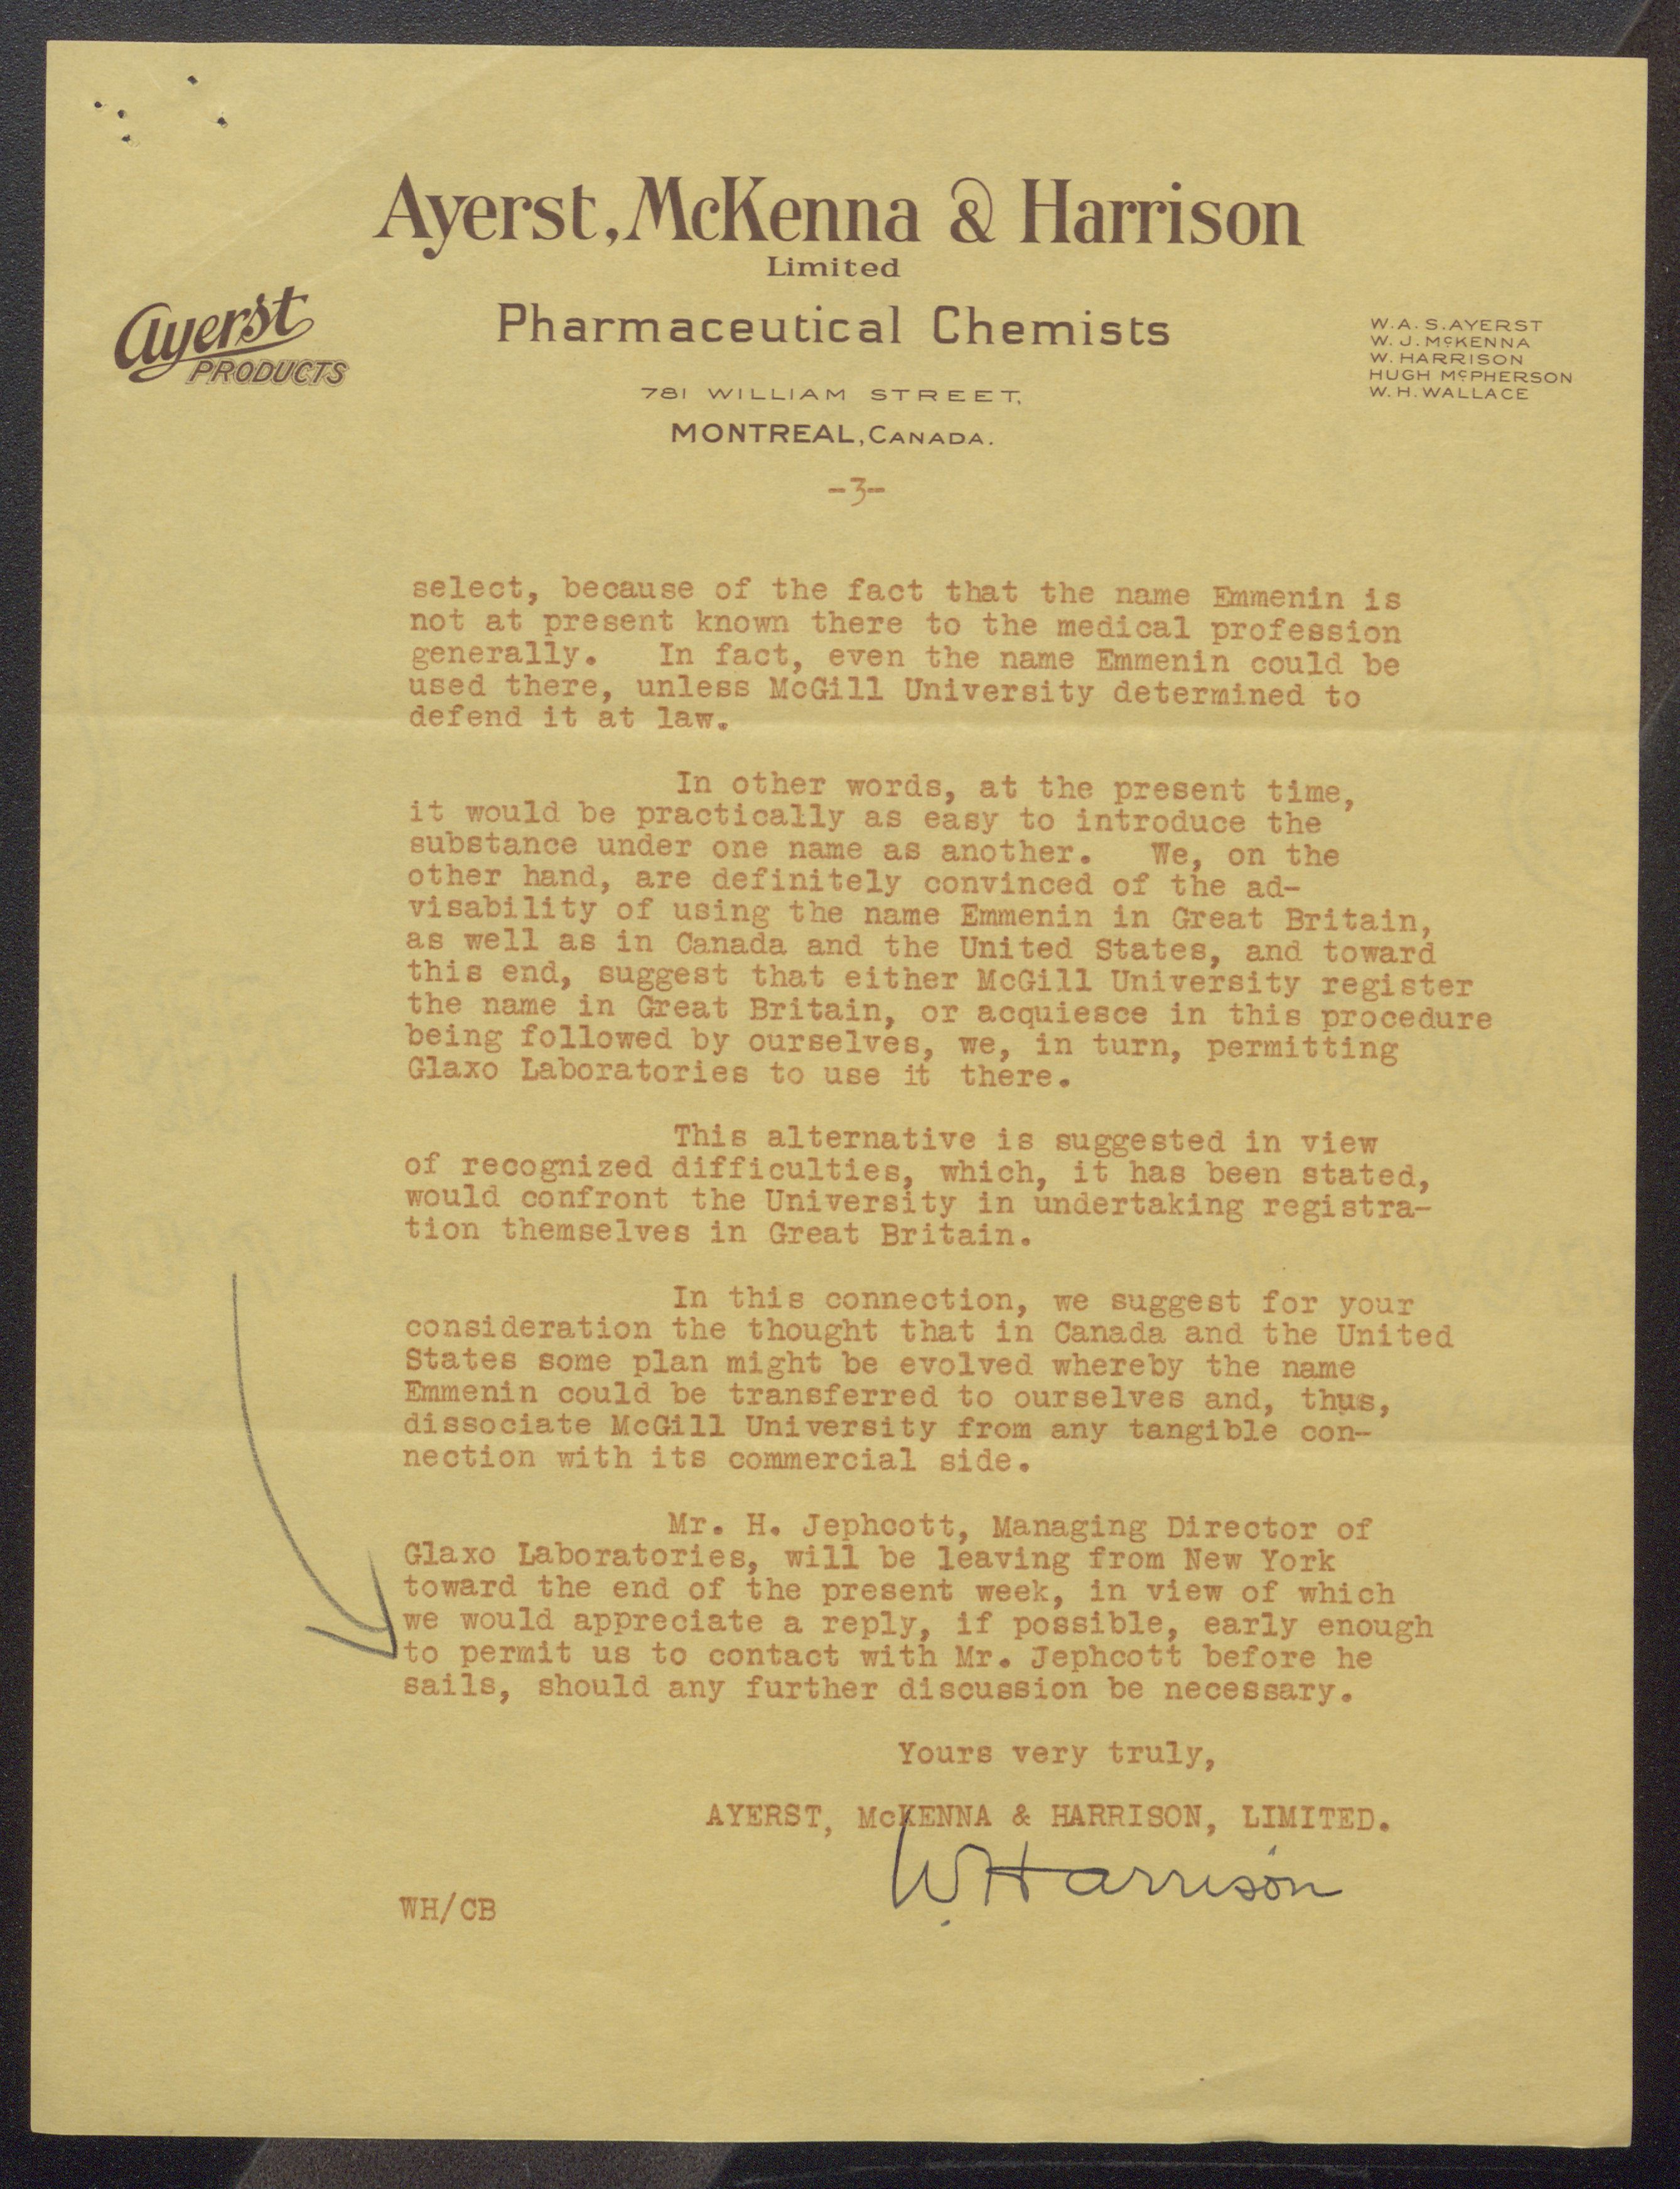 Ayerst, McKenna & Harrison
Limited
Ayerst
PRODUCTS
Pharmaceutical Chemists
781 WILLIAM STREET,
MONTREAL, CANADA.
W. A. S. AYERST
W. J. McKENNA
W. HARRISON
HUGH McPHERSON
W. H. WALLACE
-3-
select, because of the fact that the name Emmenin is
not at present known there to the medical profession
generally. In fact, even the name Emmenin could be
used there, unless McGill University determined to
defend it at law.
In other words, at the present time,
it would be practically as easy to introduce the
substance under one name as another. We, on the
other hand, are definitely convinced of the ad-
visability of using the name Emmenin in Great Britain,
as well as in Canada and the United States, and toward
this end, suggest that either McGill University register
the name in Great Britain, or acquiesce in this procedure
being followed by ourselves, we, in turn, permitting
Glaxo Laboratories to use it there.
This alternative is suggested in view
of recognized difficulties, which, it has been stated,
would confront the University in undertaking registra-
tion themselves in Great Britain.
In this connection, we suggest for your
consideration the thought that in Canada and the United
States some plan might be evolved whereby the name
Emmenin could be transferred to ourselves and, thus,
dissociate McGill University from any tangible con-
nection with its commercial side.
Mr. H. Jephcott, Managing Director of
Glaxo Laboratories, will be leaving from New York
toward the end of the present week, in view of which
we would appreciate a reply, if possible, early enough
to permit us to contact with Mr. Jephcott before he
sails, should any further discussion be necessary.
Yours very truly,
AYERST, McKENNA & HARRISON, LIMITED.
W. Harrison
WH/CB